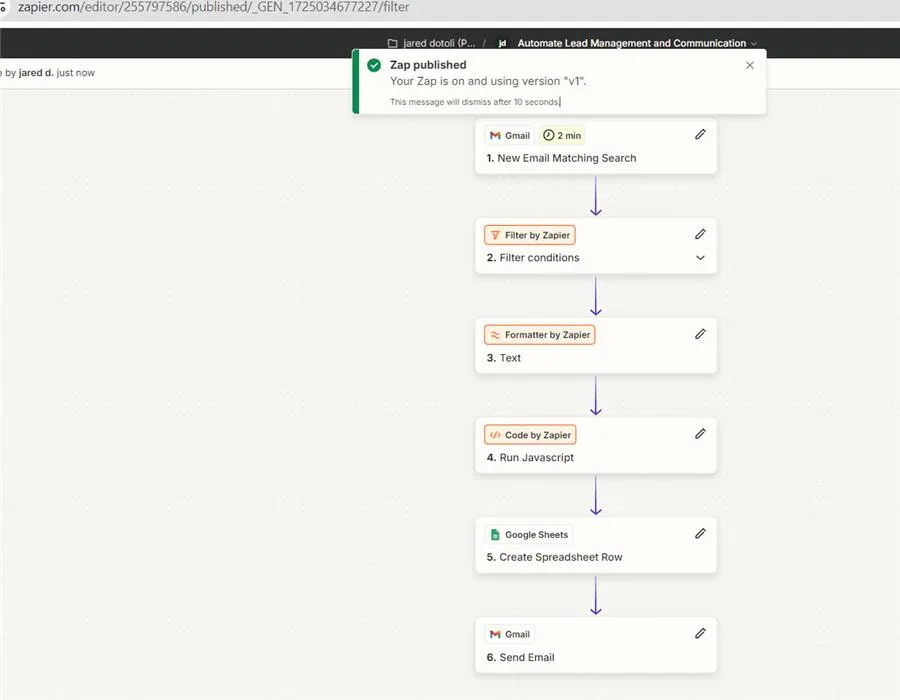 zapier.com/editor/255797586/published/_GEN_1725034677227/filter
jared dotoli (P... / jd Automate Lead Management and Communication
e by jared d. just now
Zap published
Your Zap is on and using version "v1".
This message will dismiss after 10 seconds.
Gmail 2 min
1. New Email Matching Search
Filter by Zapier
2. Filter conditions
Formatter by Zapier
3. Text
Code by Zapier
4. Run Javascript
Google Sheets
5. Create Spreadsheet Row
Gmail
6. Send Email